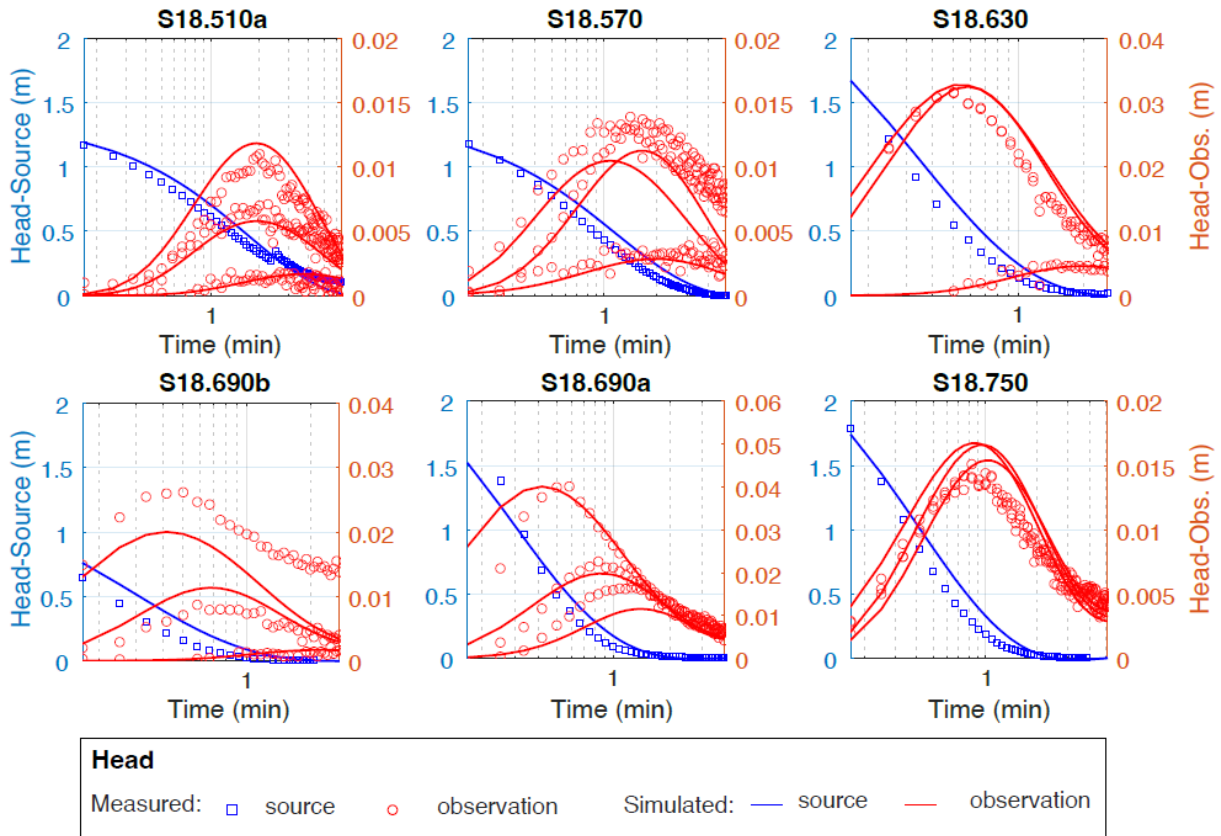 S18.510a S18.570 S18.630
2 0.02 2 0.02 2 0.04
1.5 0.015 1.5 0.015 1.5 0.03
1 0.01 1 0.01 1 0.02
0.5 0.005 0.5 0.005 0.5 0.01
0 0 0 0 0 0
Head-Source (m) Head-Obs. (m)
1 1 1
Time (min) Time (min) Time (min)
S18.690b S18.690a S18.750
2 0.04 2 0.06 2 0.02
0.05
1.5 0.03 1.5 0.04 1.5 0.015
1 0.02 1 0.03 1 0.01
0.02
0.5 0.01 0.5 0.01 0.5 0.005
0 0 0 0 0 0
Head-Source (m) Head-Obs. (m)
1 1 1
Time (min) Time (min) Time (min)
Head
Measured: source observation Simulated: source observation